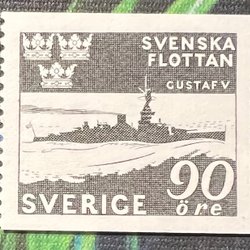 SVENSKA
FLOTTAN
GUSTAF V
SVERIGE 90
öre